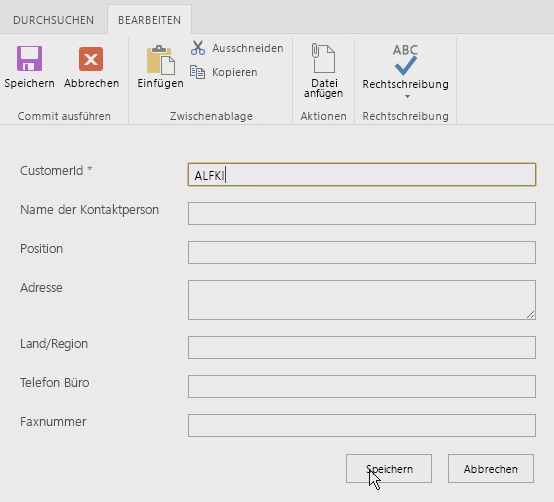 DURCHSUCHEN BEARBEITEN
Speichern Abbrechen Einfügen Ausschneiden Kopieren Datei anfügen ABC Rechtschreibung
Commit ausführen Zwischenablage Aktionen Rechtschreibung
CustomerId * ALFKI
Name der Kontaktperson
Position
Adresse
Land/Region
Telefon Büro
Faxnummer
Speichern Abbrechen